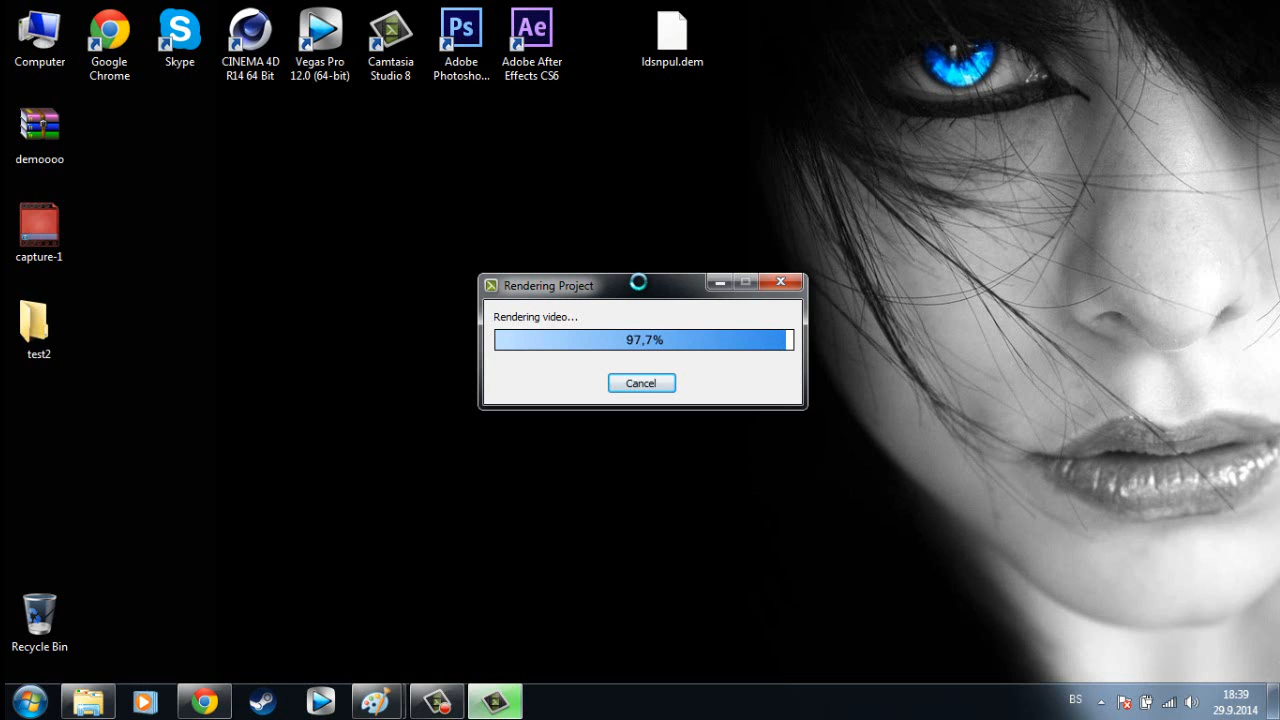 Computer
Google
Chrome
Skype
CINEMA 4D
R14 64 Bit
Vegas Pro
12.0 (64-bit)
Camtasia
Studio 8
Ps
Adobe
Photosho...
Ae
Adobe After
Effects CS6
ldsnpul.dem
demoooo
capture-1
test2
Rendering Project
Rendering video...
97,7%
Cancel
Recycle Bin
BS
18:39
29.9.2014